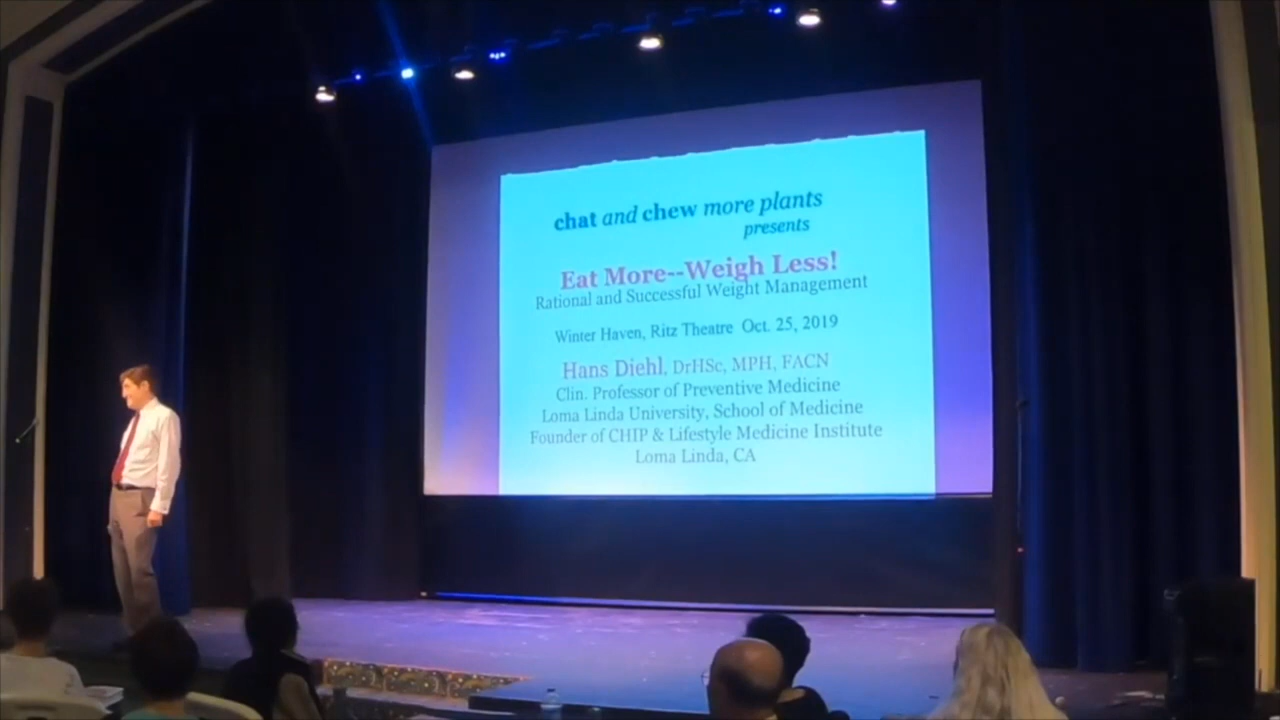 chat and chew more plants
presents
Eat More--Weigh Less!
Rational and Successful Weight Management
Winter Haven, Ritz Theatre Oct. 25, 2019
Hans Diehl, DrHSc, MPH, FACN
Clin. Professor of Preventive Medicine
Loma Linda University, School of Medicine
Founder of CHIP & Lifestyle Medicine Institute
Loma Linda, CA